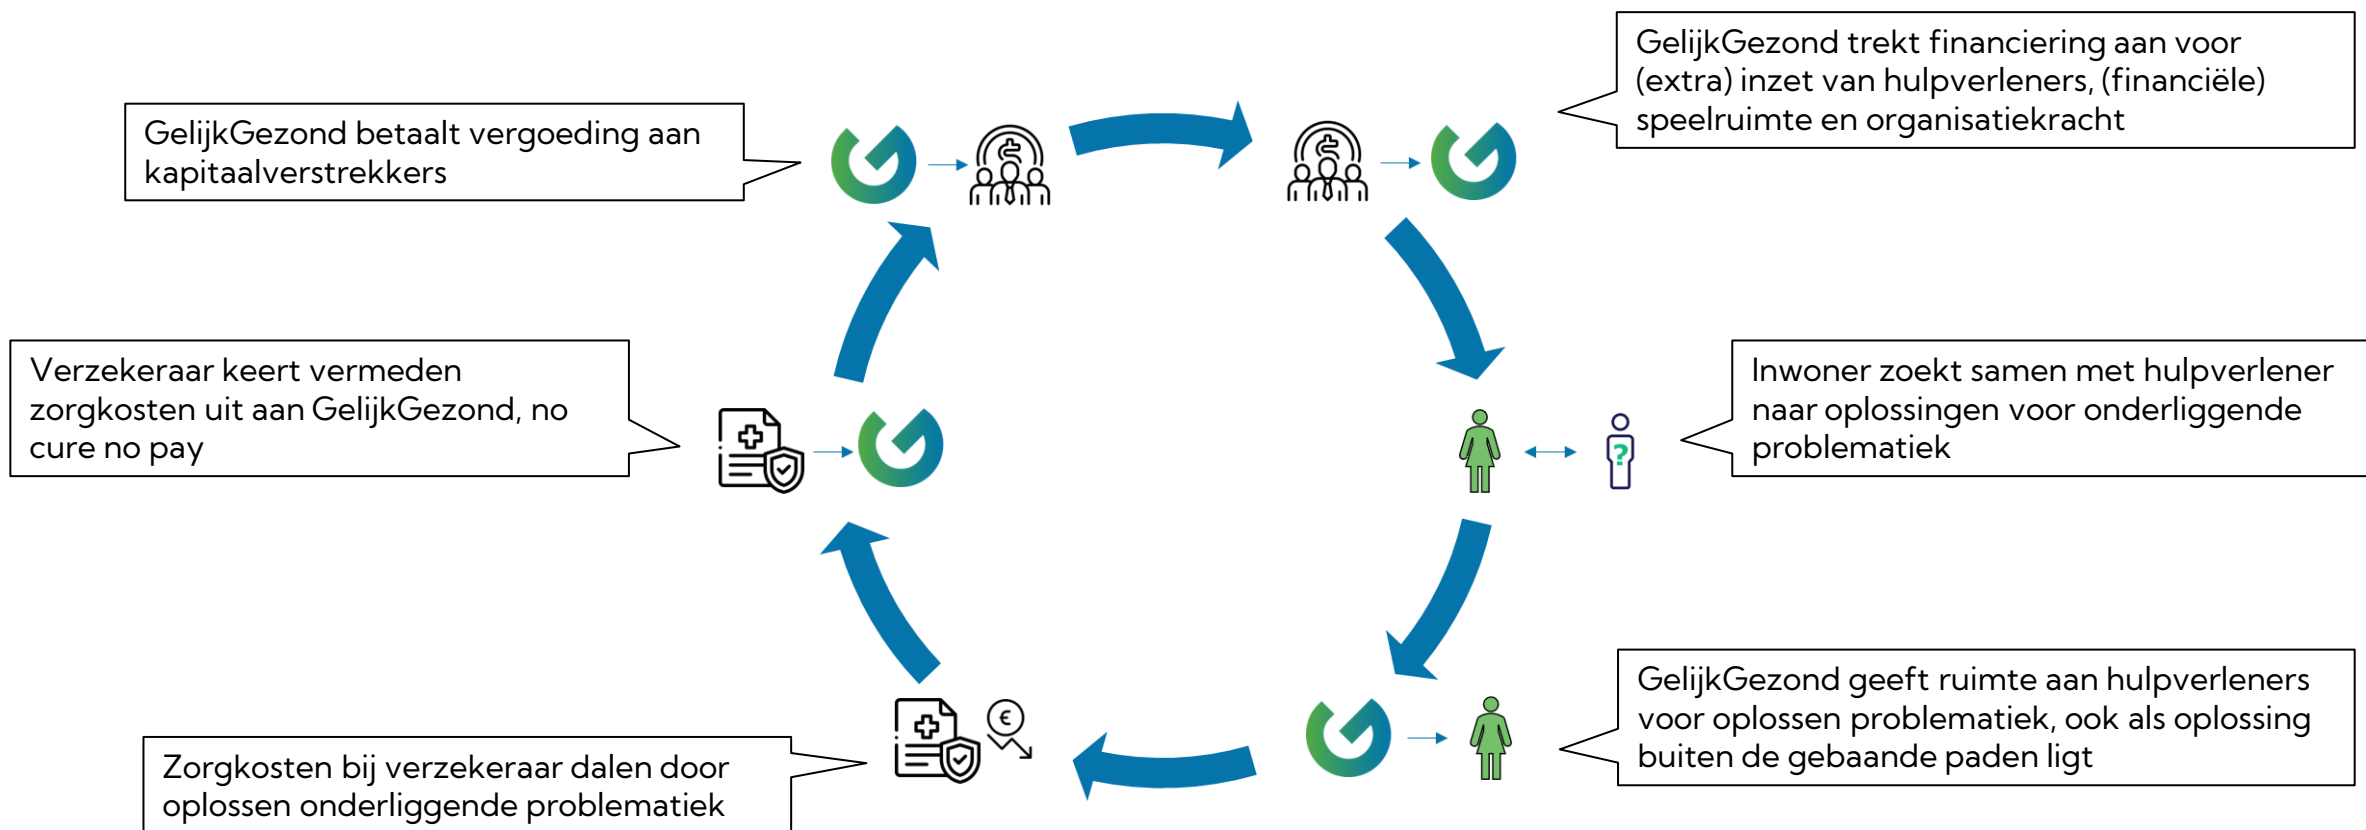 GelijkGezond trekt financiering aan voor
(extra) inzet van hulpverleners, (financiële)
speelruimte en organisatiekracht
GelijkGezond betaalt vergoeding aan
kapitaalverstrekkers
Verzekeraar keert vermeden
zorgkosten uit aan GelijkGezond, no
cure no pay
Inwoner zoekt samen met hulpverlener
naar oplossingen voor onderliggende
problematiek
?
GelijkGezond geeft ruimte aan hulpverleners
voor oplossen problematiek, ook als oplossing
buiten de gebaande paden ligt
€
Zorgkosten bij verzekeraar dalen door
oplossen onderliggende problematiek